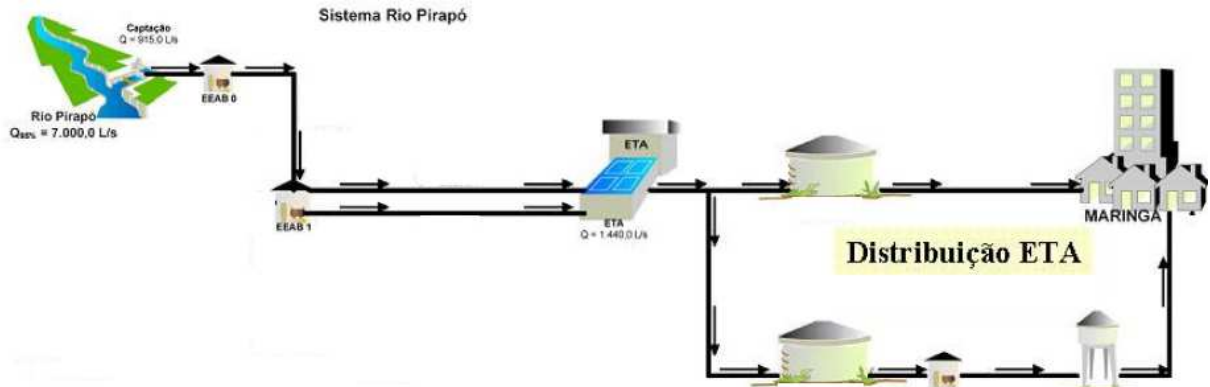 Sistema Rio Pirapó
Captação
Q = 915,0 L/s
EEAB 0
Rio Pirapó
Q95% = 7.000,0 L/s
ETA
EEAB 1
ETA
Q = 1.440,0 L/s
MARINGA
Distribuição ETA